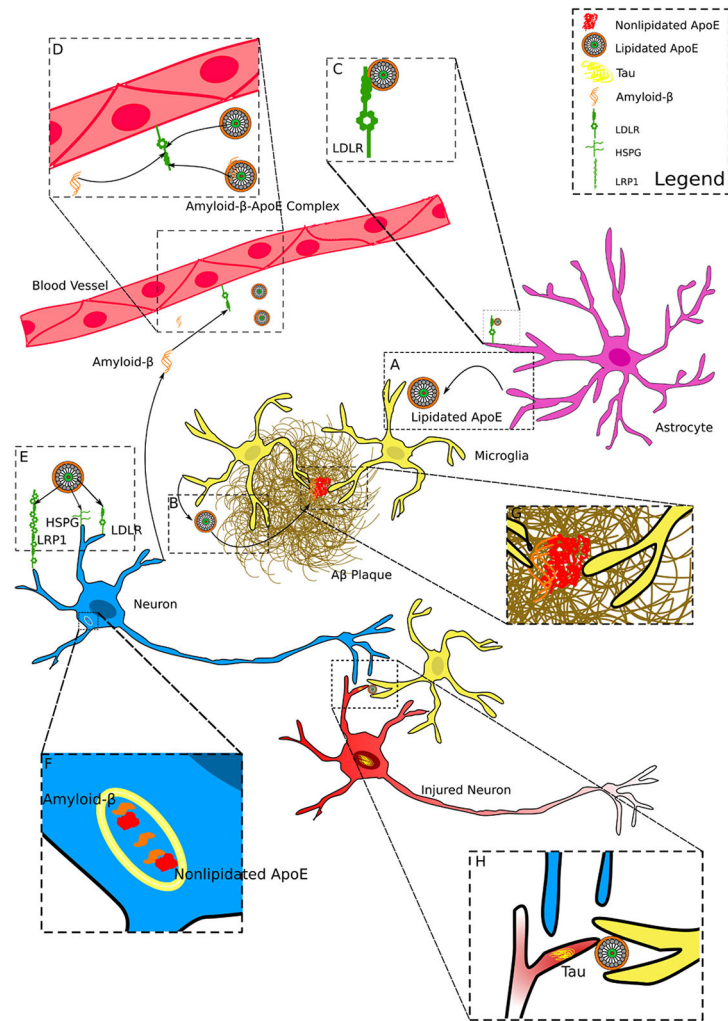 D
C
Nonlipidated ApoE
Lipidated ApoE
Tau
Amyloid-β
LDLR
HSPG
LRP1
Legend
LDLR
Amyloid-β-ApoE Complex
Blood Vessel
Amyloid-β
A
Lipidated ApoE
Astrocyte
Microglia
E
HSPG
LRP1
LDLR
B
G
Aβ Plaque
Neuron
F
Amyloid-β
Nonlipidated ApoE
Injured Neuron
H
Tau